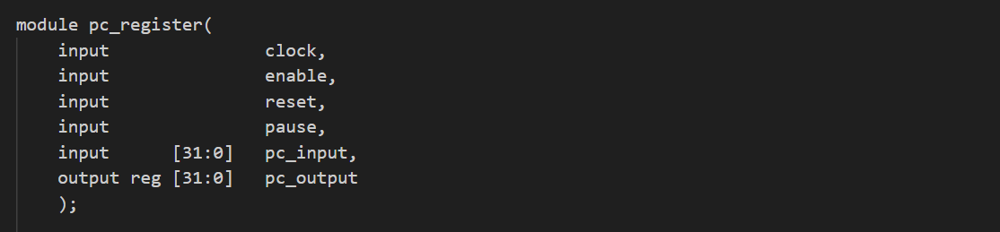 module pc_register(
    input               clock,
    input               enable,
    input               reset,
    input               pause,
    input      [31:0]   pc_input,
    output reg [31:0]   pc_output
    );